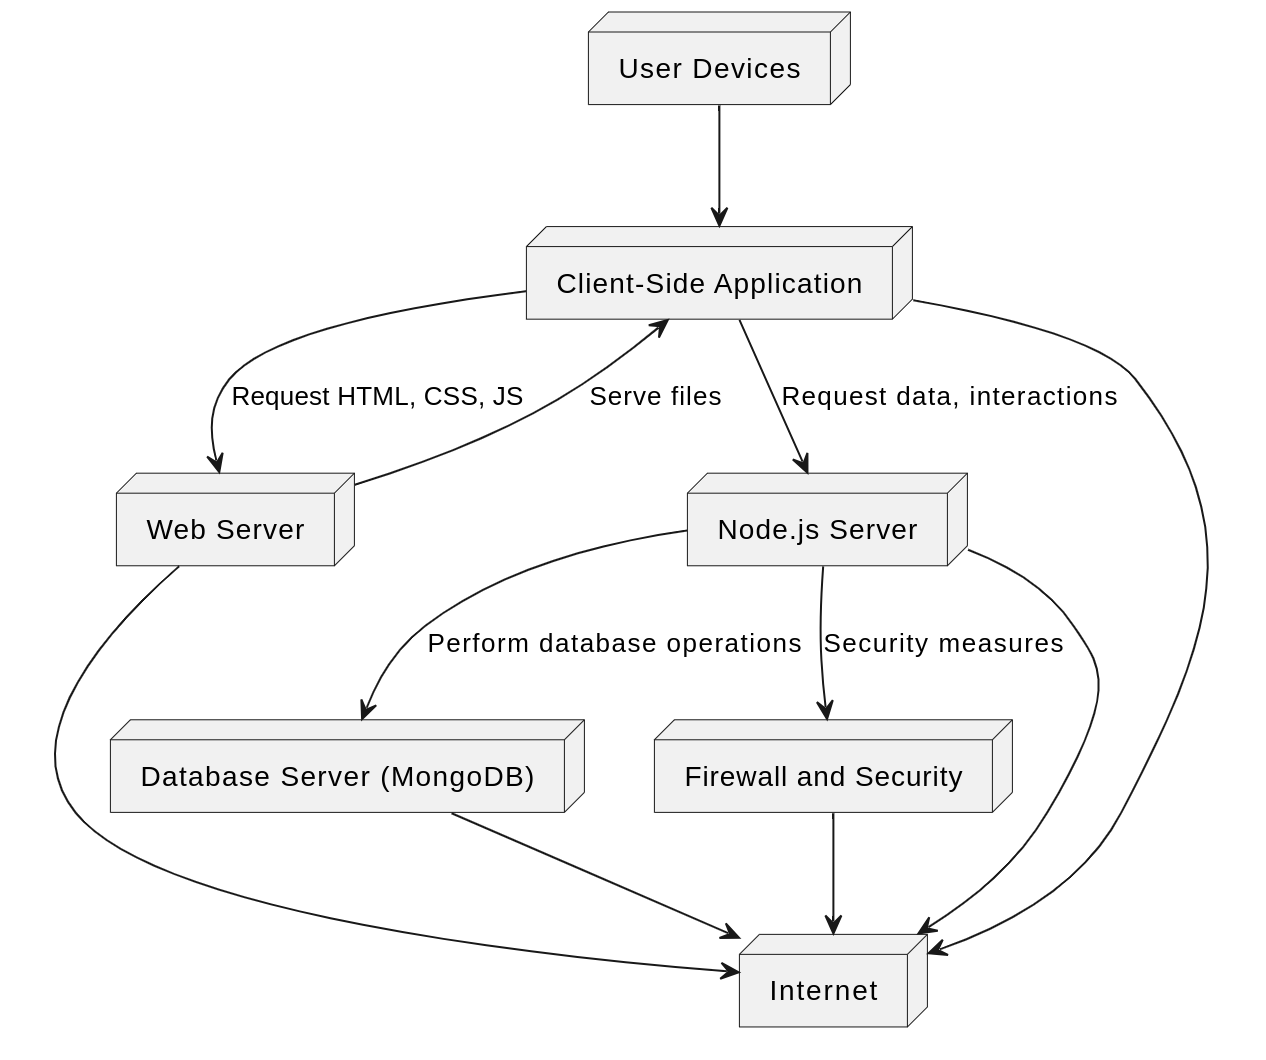 User Devices
Client-Side Application
Request HTML, CSS, JS
Serve files
Request data, interactions
Web Server
Node.js Server
Perform database operations
Security measures
Database Server (MongoDB)
Firewall and Security
Internet